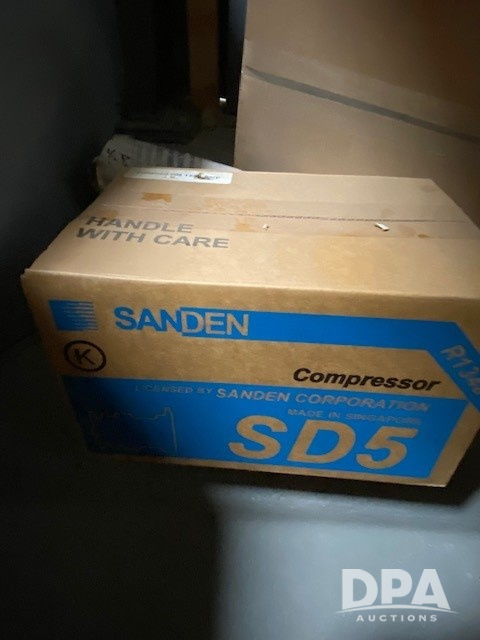 HANDLE
WITH CARE
SANDEN
K
Compressor
LICENSED BY SANDEN CORPORATION
MADE IN SINGAPORE
SD5
DPA
AUCTIONS